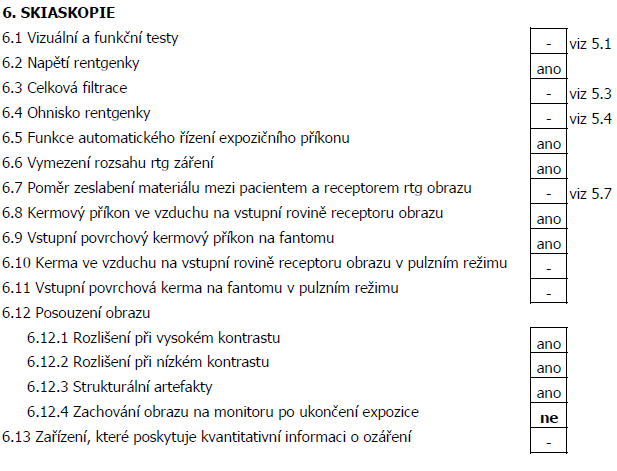 6. SKIASKOPIE
6.1 Vizuální a funkční testy - viz 5.1
6.2 Napětí rentgenky ano
6.3 Celková filtrace - viz 5.3
6.4 Ohnisko rentgenky - viz 5.4
6.5 Funkce automatického řízení expozičního příkonu ano
6.6 Vymezení rozsahu rtg záření ano
6.7 Poměr zeslabení materiálu mezi pacientem a receptorem rtg obrazu - viz 5.7
6.8 Kermový příkon ve vzduchu na vstupní rovině receptoru obrazu ano
6.9 Vstupní povrchový kermový příkon na fantomu ano
6.10 Kerma ve vzduchu na vstupní rovině receptoru obrazu v pulzním režimu -
6.11 Vstupní povrchová kerma na fantomu v pulzním režimu -
6.12 Posouzení obrazu
6.12.1 Rozlišení při vysokém kontrastu ano
6.12.2 Rozlišení při nízkém kontrastu ano
6.12.3 Strukturální artefakty ano
6.12.4 Zachování obrazu na monitoru po ukončení expozice ne
6.13 Zařízení, které poskytuje kvantitativní informaci o ozáření -